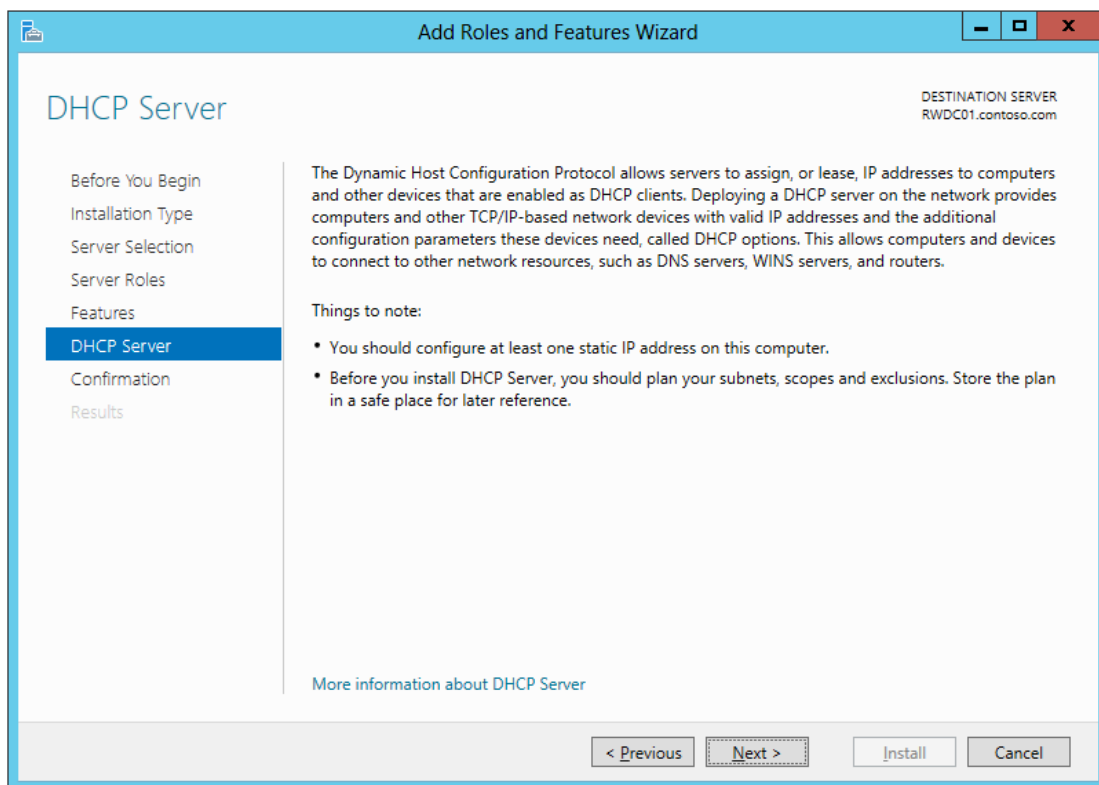 Add Roles and Features Wizard
DHCP Server
DESTINATION SERVER
RWDC01.contoso.com
Before You Begin
Installation Type
Server Selection
Server Roles
Features
DHCP Server
Confirmation
Results
The Dynamic Host Configuration Protocol allows servers to assign, or lease, IP addresses to computers
and other devices that are enabled as DHCP clients. Deploying a DHCP server on the network provides
computers and other TCP/IP-based network devices with valid IP addresses and the additional
configuration parameters these devices need, called DHCP options. This allows computers and devices
to connect to other network resources, such as DNS servers, WINS servers, and routers.
Things to note:
• You should configure at least one static IP address on this computer.
• Before you install DHCP Server, you should plan your subnets, scopes and exclusions. Store the plan
in a safe place for later reference.
More information about DHCP Server
< Previous
Next >
Install
Cancel